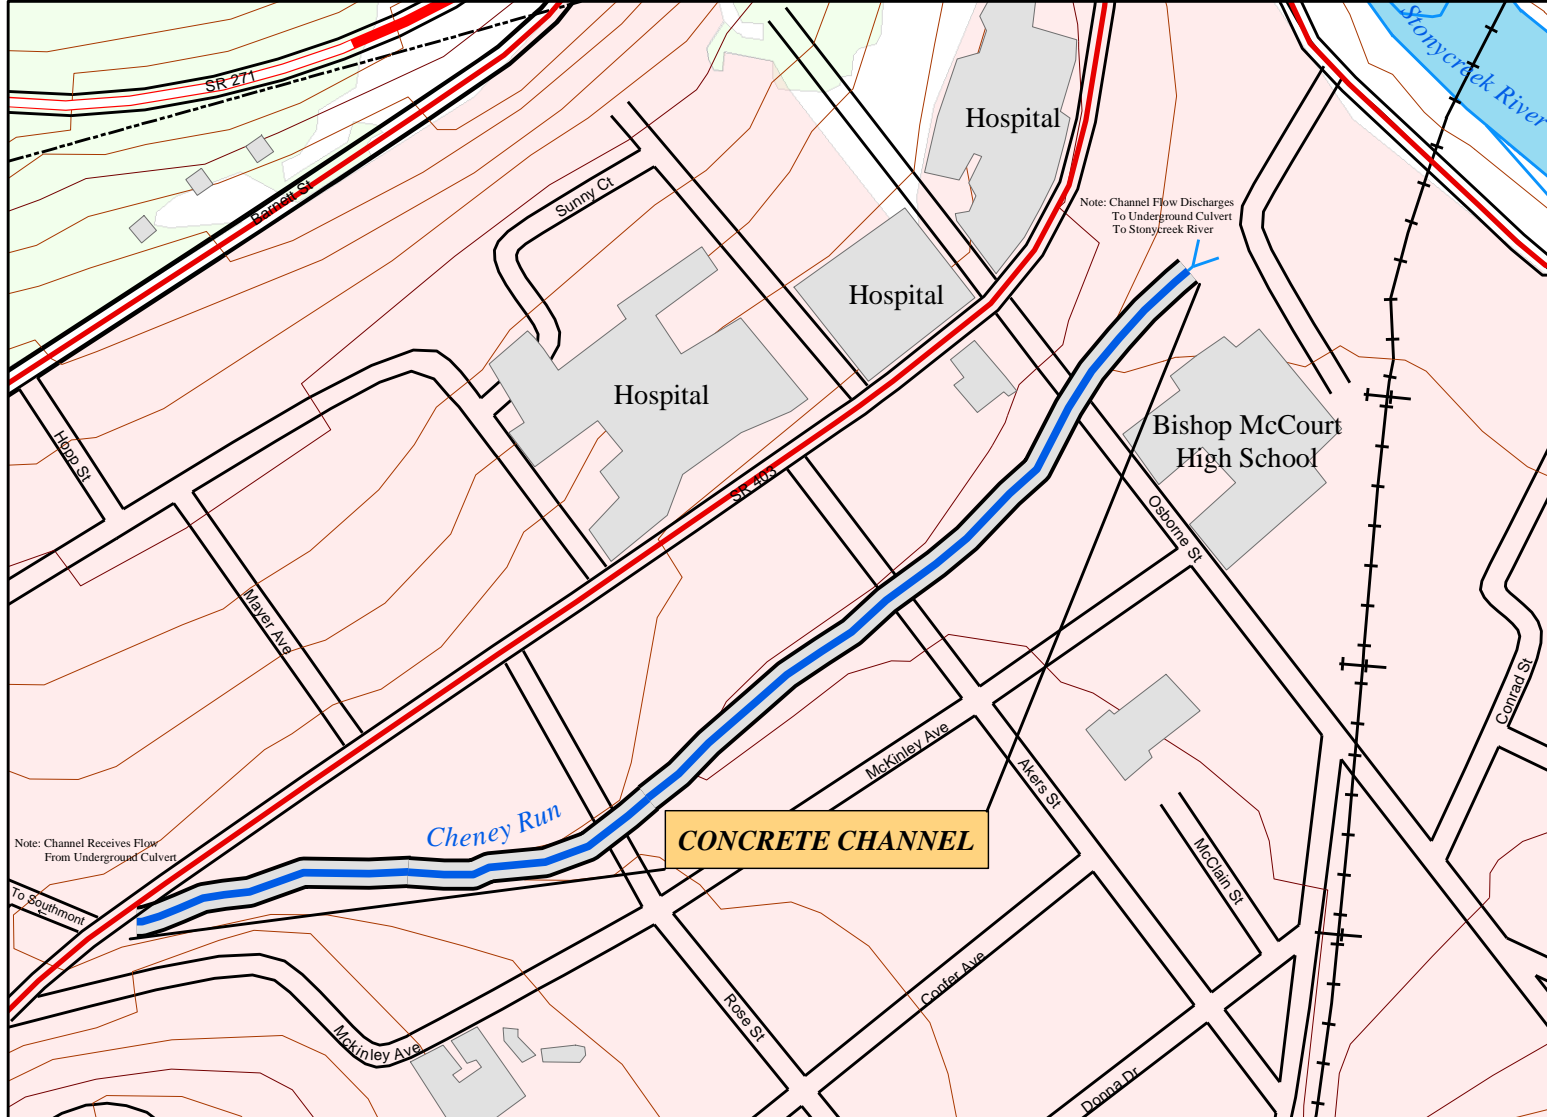 Stonycreek River
SR 271
Hospital
Barnett St
Sunny Ct
Note: Channel Flow Discharges
To Underground Culvert
To Stonycreek River
Hospital
Hospital
Bishop McCourt
High School
Hopp St
SR 403
Osborne St
Mayer Ave
Conrad St
McKinley Ave
Akers St
Cheney Run
CONCRETE CHANNEL
Note: Channel Receives Flow
From Underground Culvert
McClain St
To Southmont
Confer Ave
Rose St
Mckinley Ave
Donna Dr